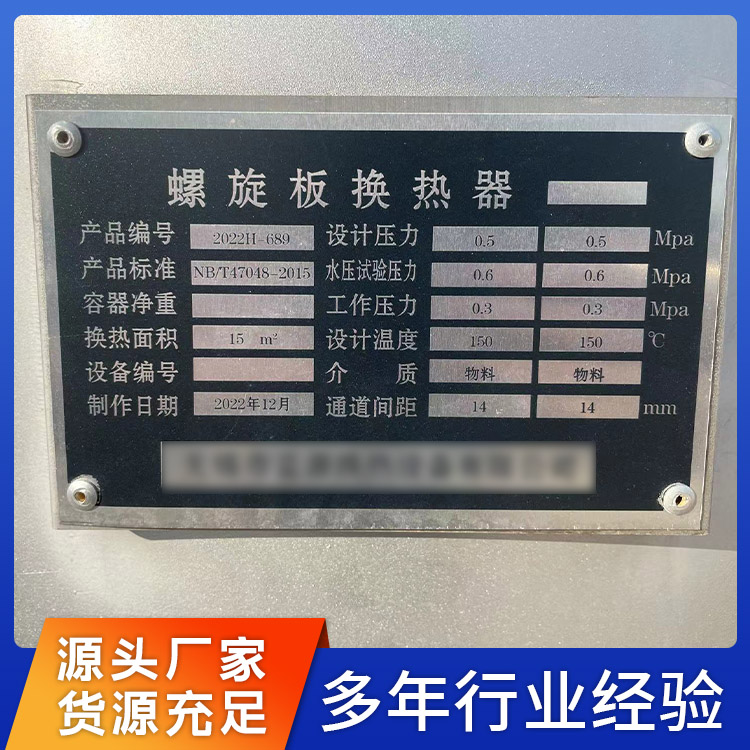 螺旋板换热器
产品编号 2022H-689 设计压力 0.5 0.5 Mpa
产品标准 NB/T47048-2015 水压试验压力 0.6 0.6 Mpa
容器净重 工作压力 0.3 0.3 Mpa
换热面积 15 m² 设计温度 150 150 ℃
设备编号 介质 物料 物料
制作日期 2022年12月 通道间距 14 14 mm
源头厂家
货源充足
多年行业经验